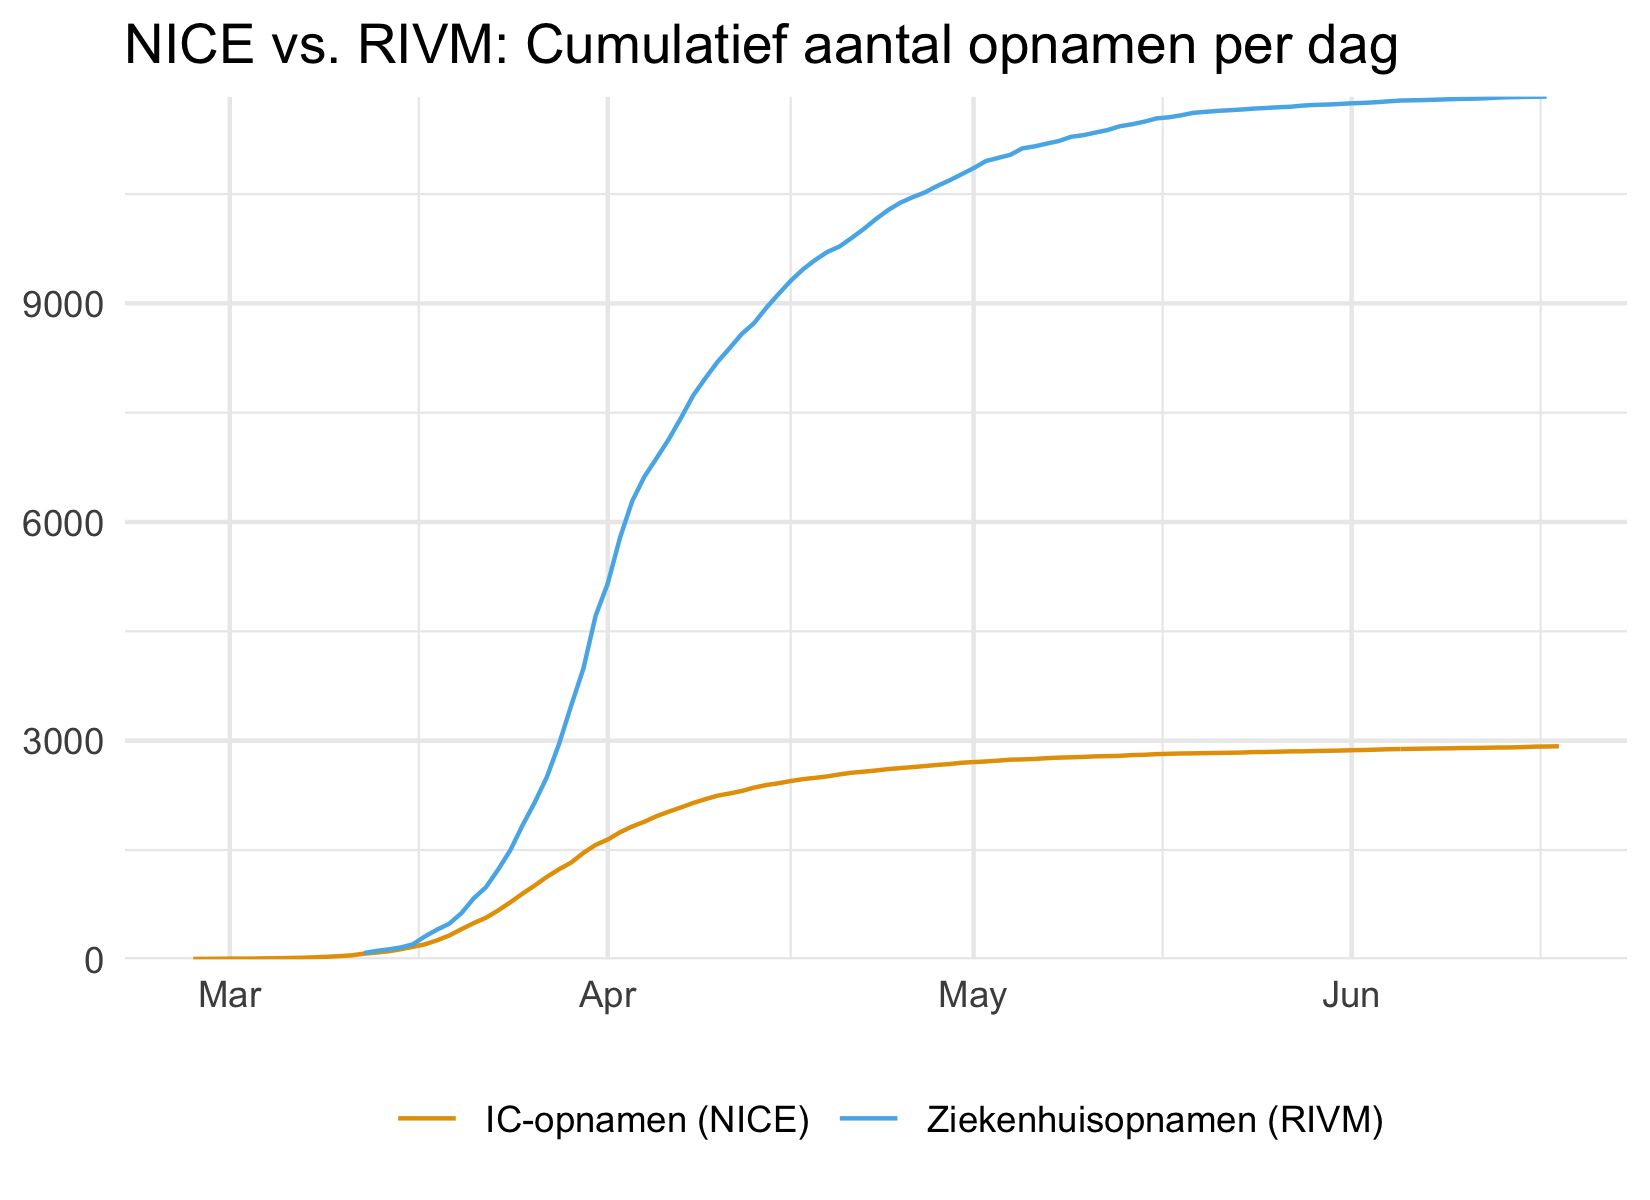 NICE vs. RIVM: Cumulatief aantal opnamen per dag
9000
6000
3000
0
Mar Apr May Jun
IC-opnamen (NICE) Ziekenhuisopnamen (RIVM)